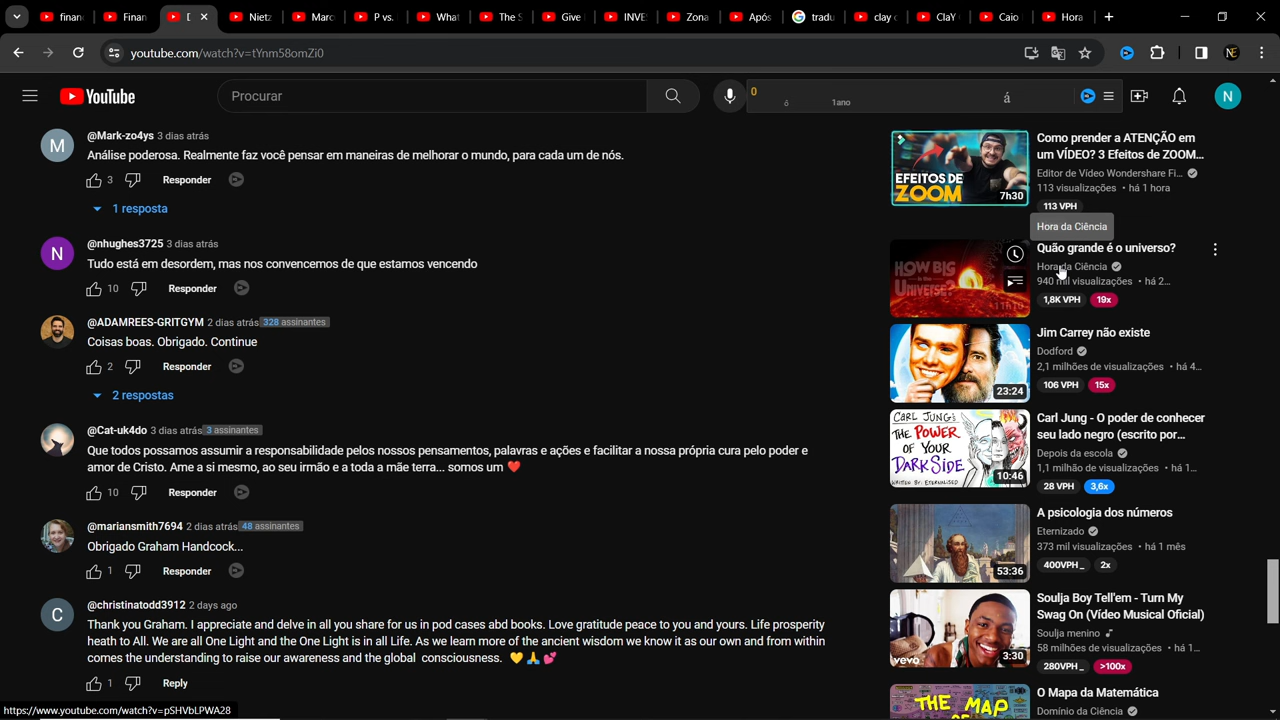 finan
Finan
D
Nietz
Marc
P vs.
What
The S
Give
INVE
Zona
Após
tradu
clay c
ClaY
Caio
Hora
youtube.com/watch?v=tYnm58omZi0
NE
YouTube
Procurar
0
ó
1ano
á
N
M
@Mark-zo4ys 3 dias atrás
Análise poderosa. Realmente faz você pensar em maneiras de melhorar o mundo, para cada um de nós.
3
Responder
1 resposta
N
@nhughes3725 3 dias atrás
Tudo está em desordem, mas nos convencemos de que estamos vencendo
10
Responder
@ADAMREES-GRITGYM 2 dias atrás 328 assinantes
Coisas boas. Obrigado. Continue
2
Responder
2 respostas
@Cat-uk4do 3 dias atrás 3 assinantes
Que todos possamos assumir a responsabilidade pelos nossos pensamentos, palavras e ações e facilitar a nossa própria cura pelo poder e
amor de Cristo. Ame a si mesmo, ao seu irmão e a toda a mãe terra... somos um ❤️
10
Responder
@mariansmith7694 2 dias atrás 48 assinantes
Obrigado Graham Handcock...
1
Responder
C
@christinatodd3912 2 days ago
Thank you Graham. I appreciate and delve in all you share for us in pod cases abd books. Love gratitude peace to you and yours. Life prosperity
heath to All. We are all One Light and the One Light is in all Life. As we learn more of the ancient wisdom we know it as our own and from within
comes the understanding to raise our awareness and the global consciousness. 💛🙏💕
1
Reply
https://www.youtube.com/watch?v=pSHVbLPWA28
EFEITOS DE
ZOOM
7h30
Como prender a ATENÇÃO em
um VÍDEO? 3 Efeitos de ZOOM...
Editor de Vídeo Wondershare Fi...
113 visualizações • há 1 hora
113 VPH
Hora da Ciência
HOW BIG
IS THE
UNIVERSE?
Quão grande é o universo?
Hora da Ciência
940 mil visualizações • há 2...
1,8K VPH 19x
23:24
Jim Carrey não existe
Dodford
2,1 milhões de visualizações • há 4...
106 VPH 15x
CARL JUNG'S
THE POWER
OF YOUR
DARK SIDE
WRITTEN BY: ETERNALISED
10:46
Carl Jung - O poder de conhecer
seu lado negro (escrito por...
Depois da escola
1,1 milhão de visualizações • há 1...
28 VPH 3,6x
53:36
A psicologia dos números
Eternizado
373 mil visualizações • há 1 mês
400VPH_ 2x
vevo
3:30
Soulja Boy Tell'em - Turn My
Swag On (Vídeo Musical Oficial)
Soulja menino
58 milhões de visualizações • há 1...
280VPH_ >100x
THE MAP
OF
O Mapa da Matemática
Domínio da Ciência